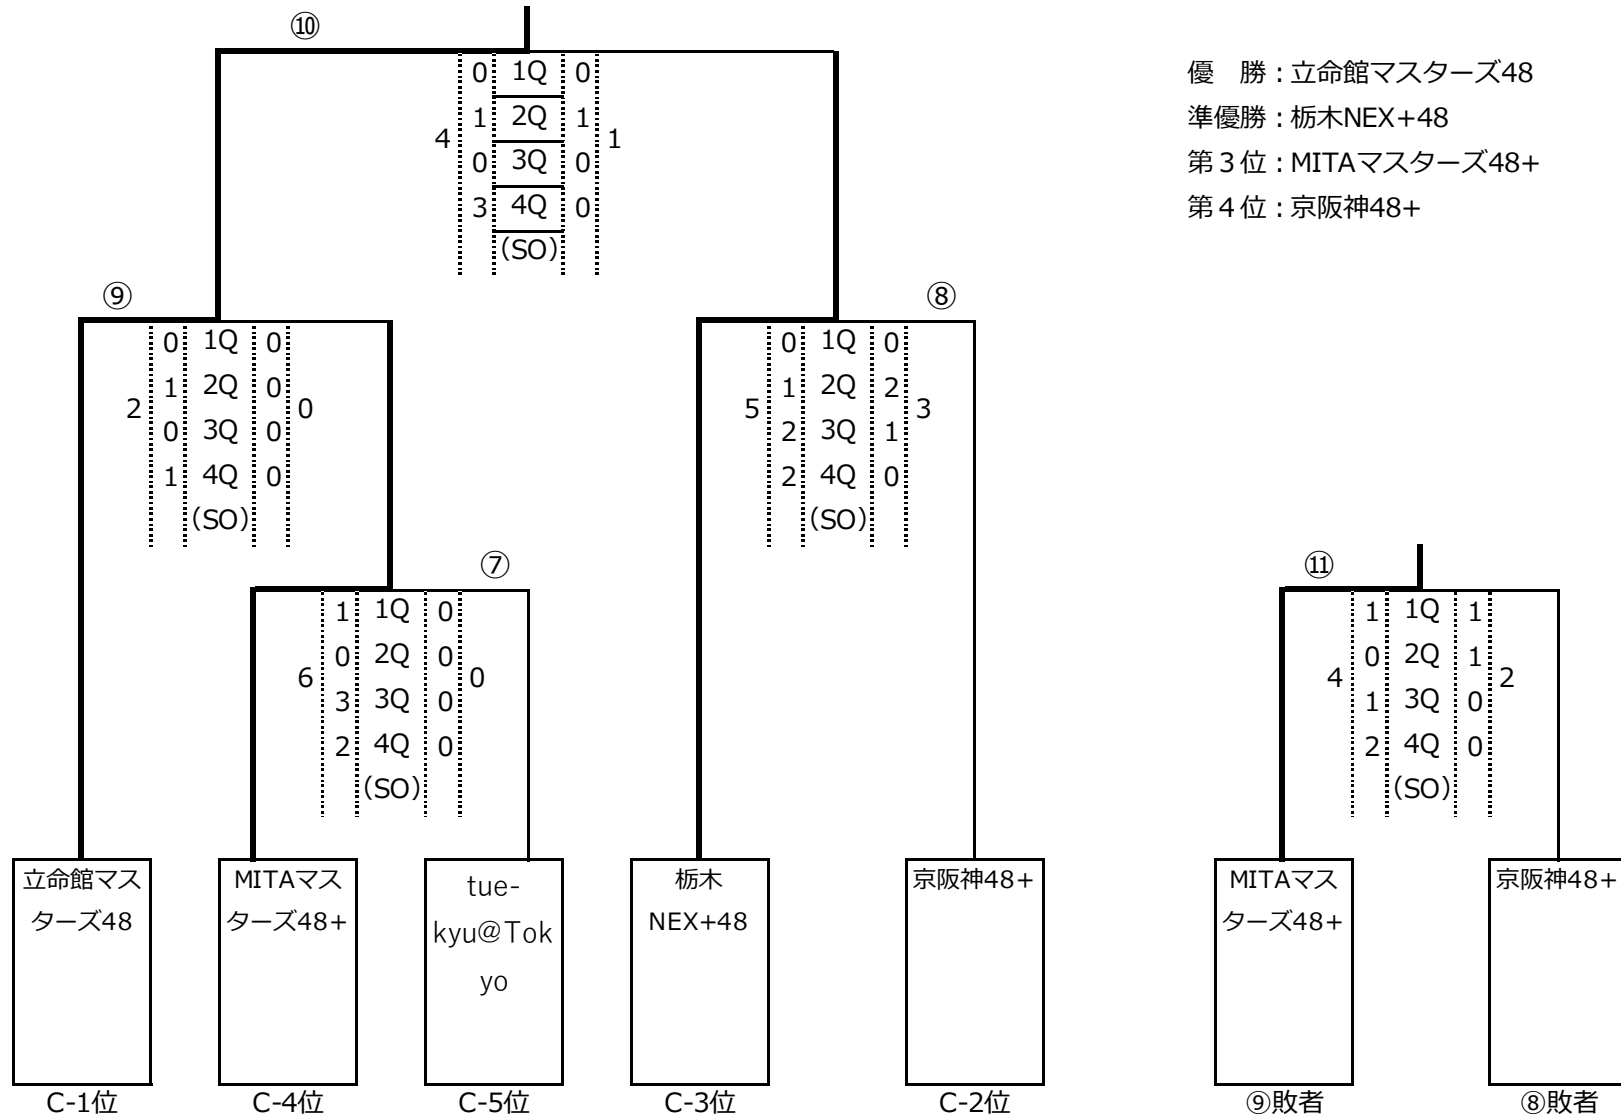 ⑩
0 1Q 0
1 2Q 1
4 1
0 3Q 0
3 4Q 0
(SO)
優　勝：立命館マスターズ48
準優勝：栃木NEX+48
第３位：MITAマスターズ48+
第４位：京阪神48+
⑨
0 1Q 0
1 2Q 0
2 0
0 3Q 0
1 4Q 0
(SO)
⑧
0 1Q 0
1 2Q 2
5 3
2 3Q 1
2 4Q 0
(SO)
⑦
1 1Q 0
0 2Q 0
6 0
3 3Q 0
2 4Q 0
(SO)
⑪
1 1Q 1
0 2Q 1
4 2
1 3Q 0
2 4Q 0
(SO)
立命館マス
ターズ48
C-1位
MITAマス
ターズ48+
C-4位
tue-
kyu@Tok
yo
C-5位
栃木
NEX+48
C-3位
京阪神48+
C-2位
MITAマス
ターズ48+
⑨敗者
京阪神48+
⑧敗者